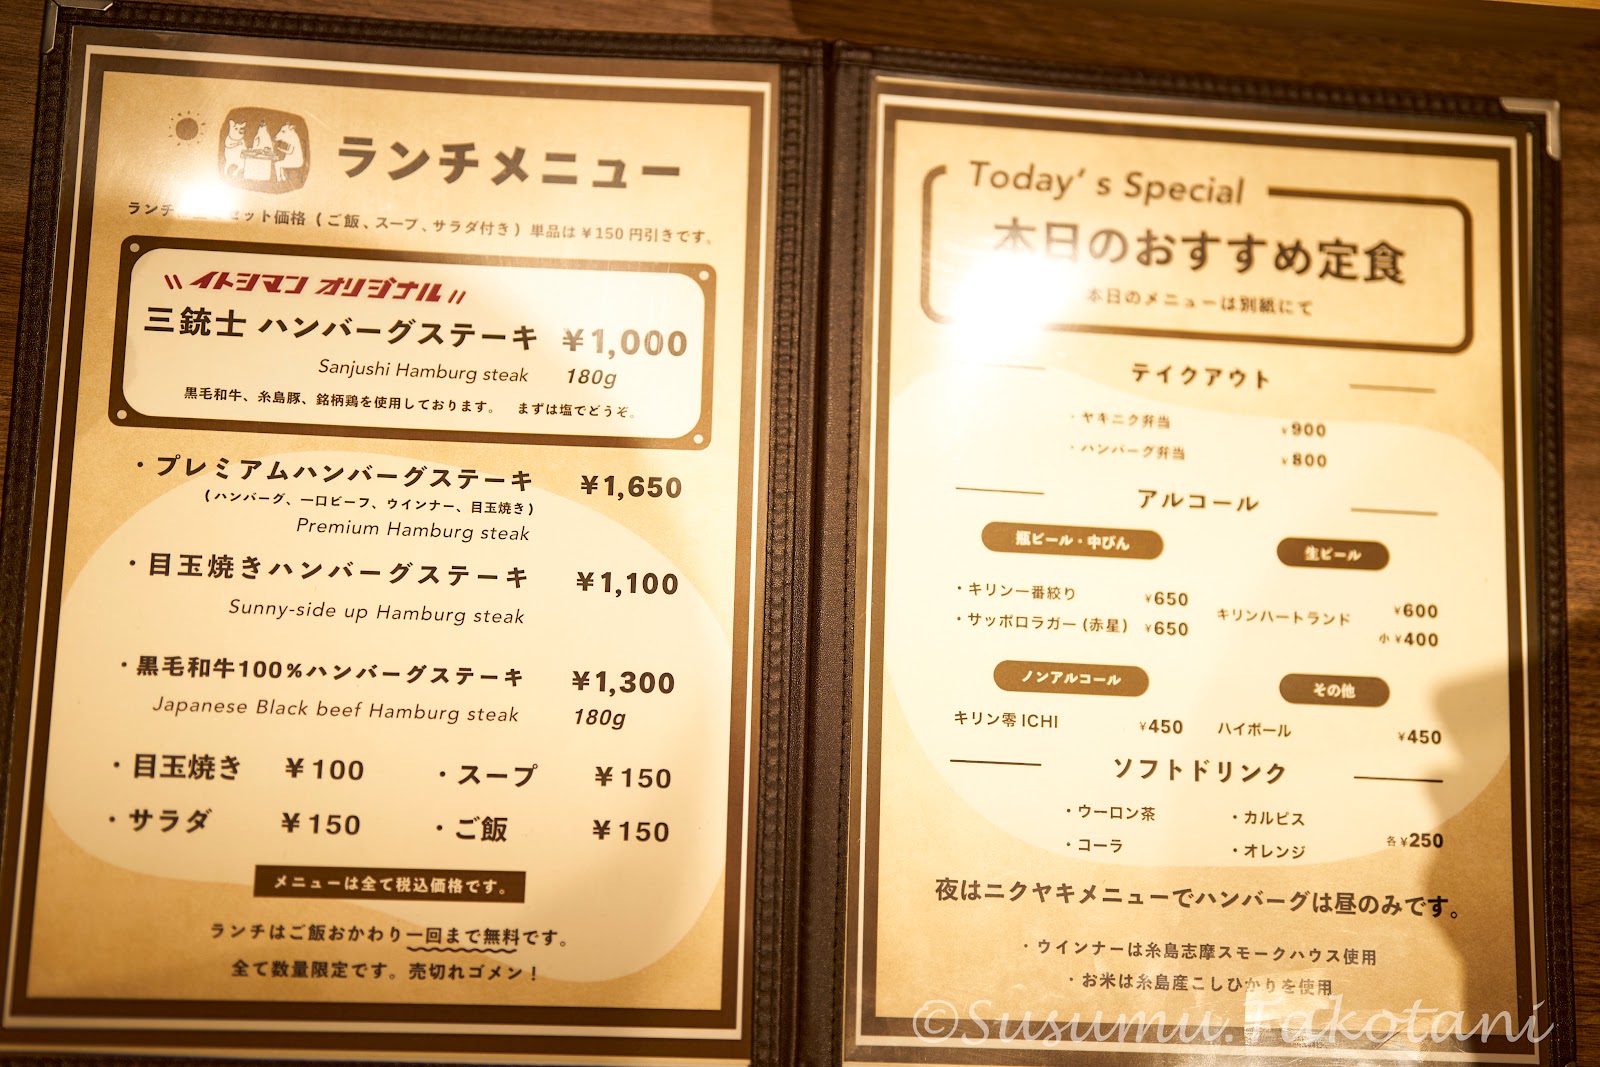 ランチメニュー
ランチ セット価格（ご飯、スープ、サラダ付き）単品は￥150円引きです。
イトシマン オリジナル
三銃士 ハンバーグステーキ ￥1,000
Sanjushi Hamburg steak 180g
黒毛和牛、糸島豚、銘柄鶏を使用しております。 まずは塩でどうぞ。
・プレミアムハンバーグステーキ ￥1,650
（ハンバーグ、一口ビーフ、ウインナー、目玉焼き）
Premium Hamburg steak
・目玉焼きハンバーグステーキ ￥1,100
Sunny-side up Hamburg steak
・黒毛和牛100%ハンバーグステーキ ￥1,300
Japanese Black beef Hamburg steak 180g
・目玉焼き ￥100 ・スープ ￥150
・サラダ ￥150 ・ご飯 ￥150
メニューは全て税込価格です。
ランチはご飯おかわり一回まで無料です。
全て数量限定です。売切れゴメン！
Today's Special
本日のおすすめ定食
本日のメニューは別紙にて
テイクアウト
・ヤキニク弁当 ￥900
・ハンバーグ弁当 ￥800
アルコール
瓶ビール・中びん 生ビール
・キリン一番絞り ￥650
・サッポロラガー（赤星） ￥650
キリンハートランド ￥600
小 ￥400
ノンアルコール その他
キリン零ICHI ￥450 ハイボール ￥450
ソフトドリンク
・ウーロン茶 ・カルピス
・コーラ ・オレンジ 各￥250
夜はニクヤキメニューでハンバーグは昼のみです。
・ウインナーは糸島志摩スモークハウス使用
・お米は糸島産こしひかりを使用
©Susumu.Takotani